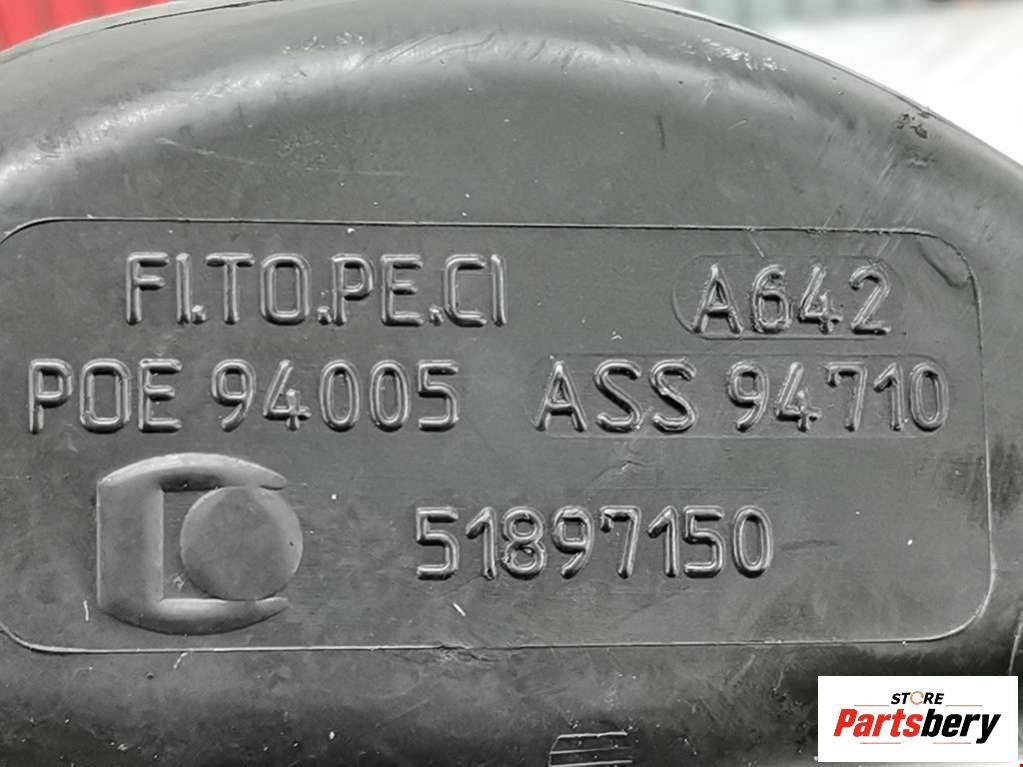 FI.TO.PE.CI A642
POE 94005 ASS 94710
51897150
STORE
Partsbery